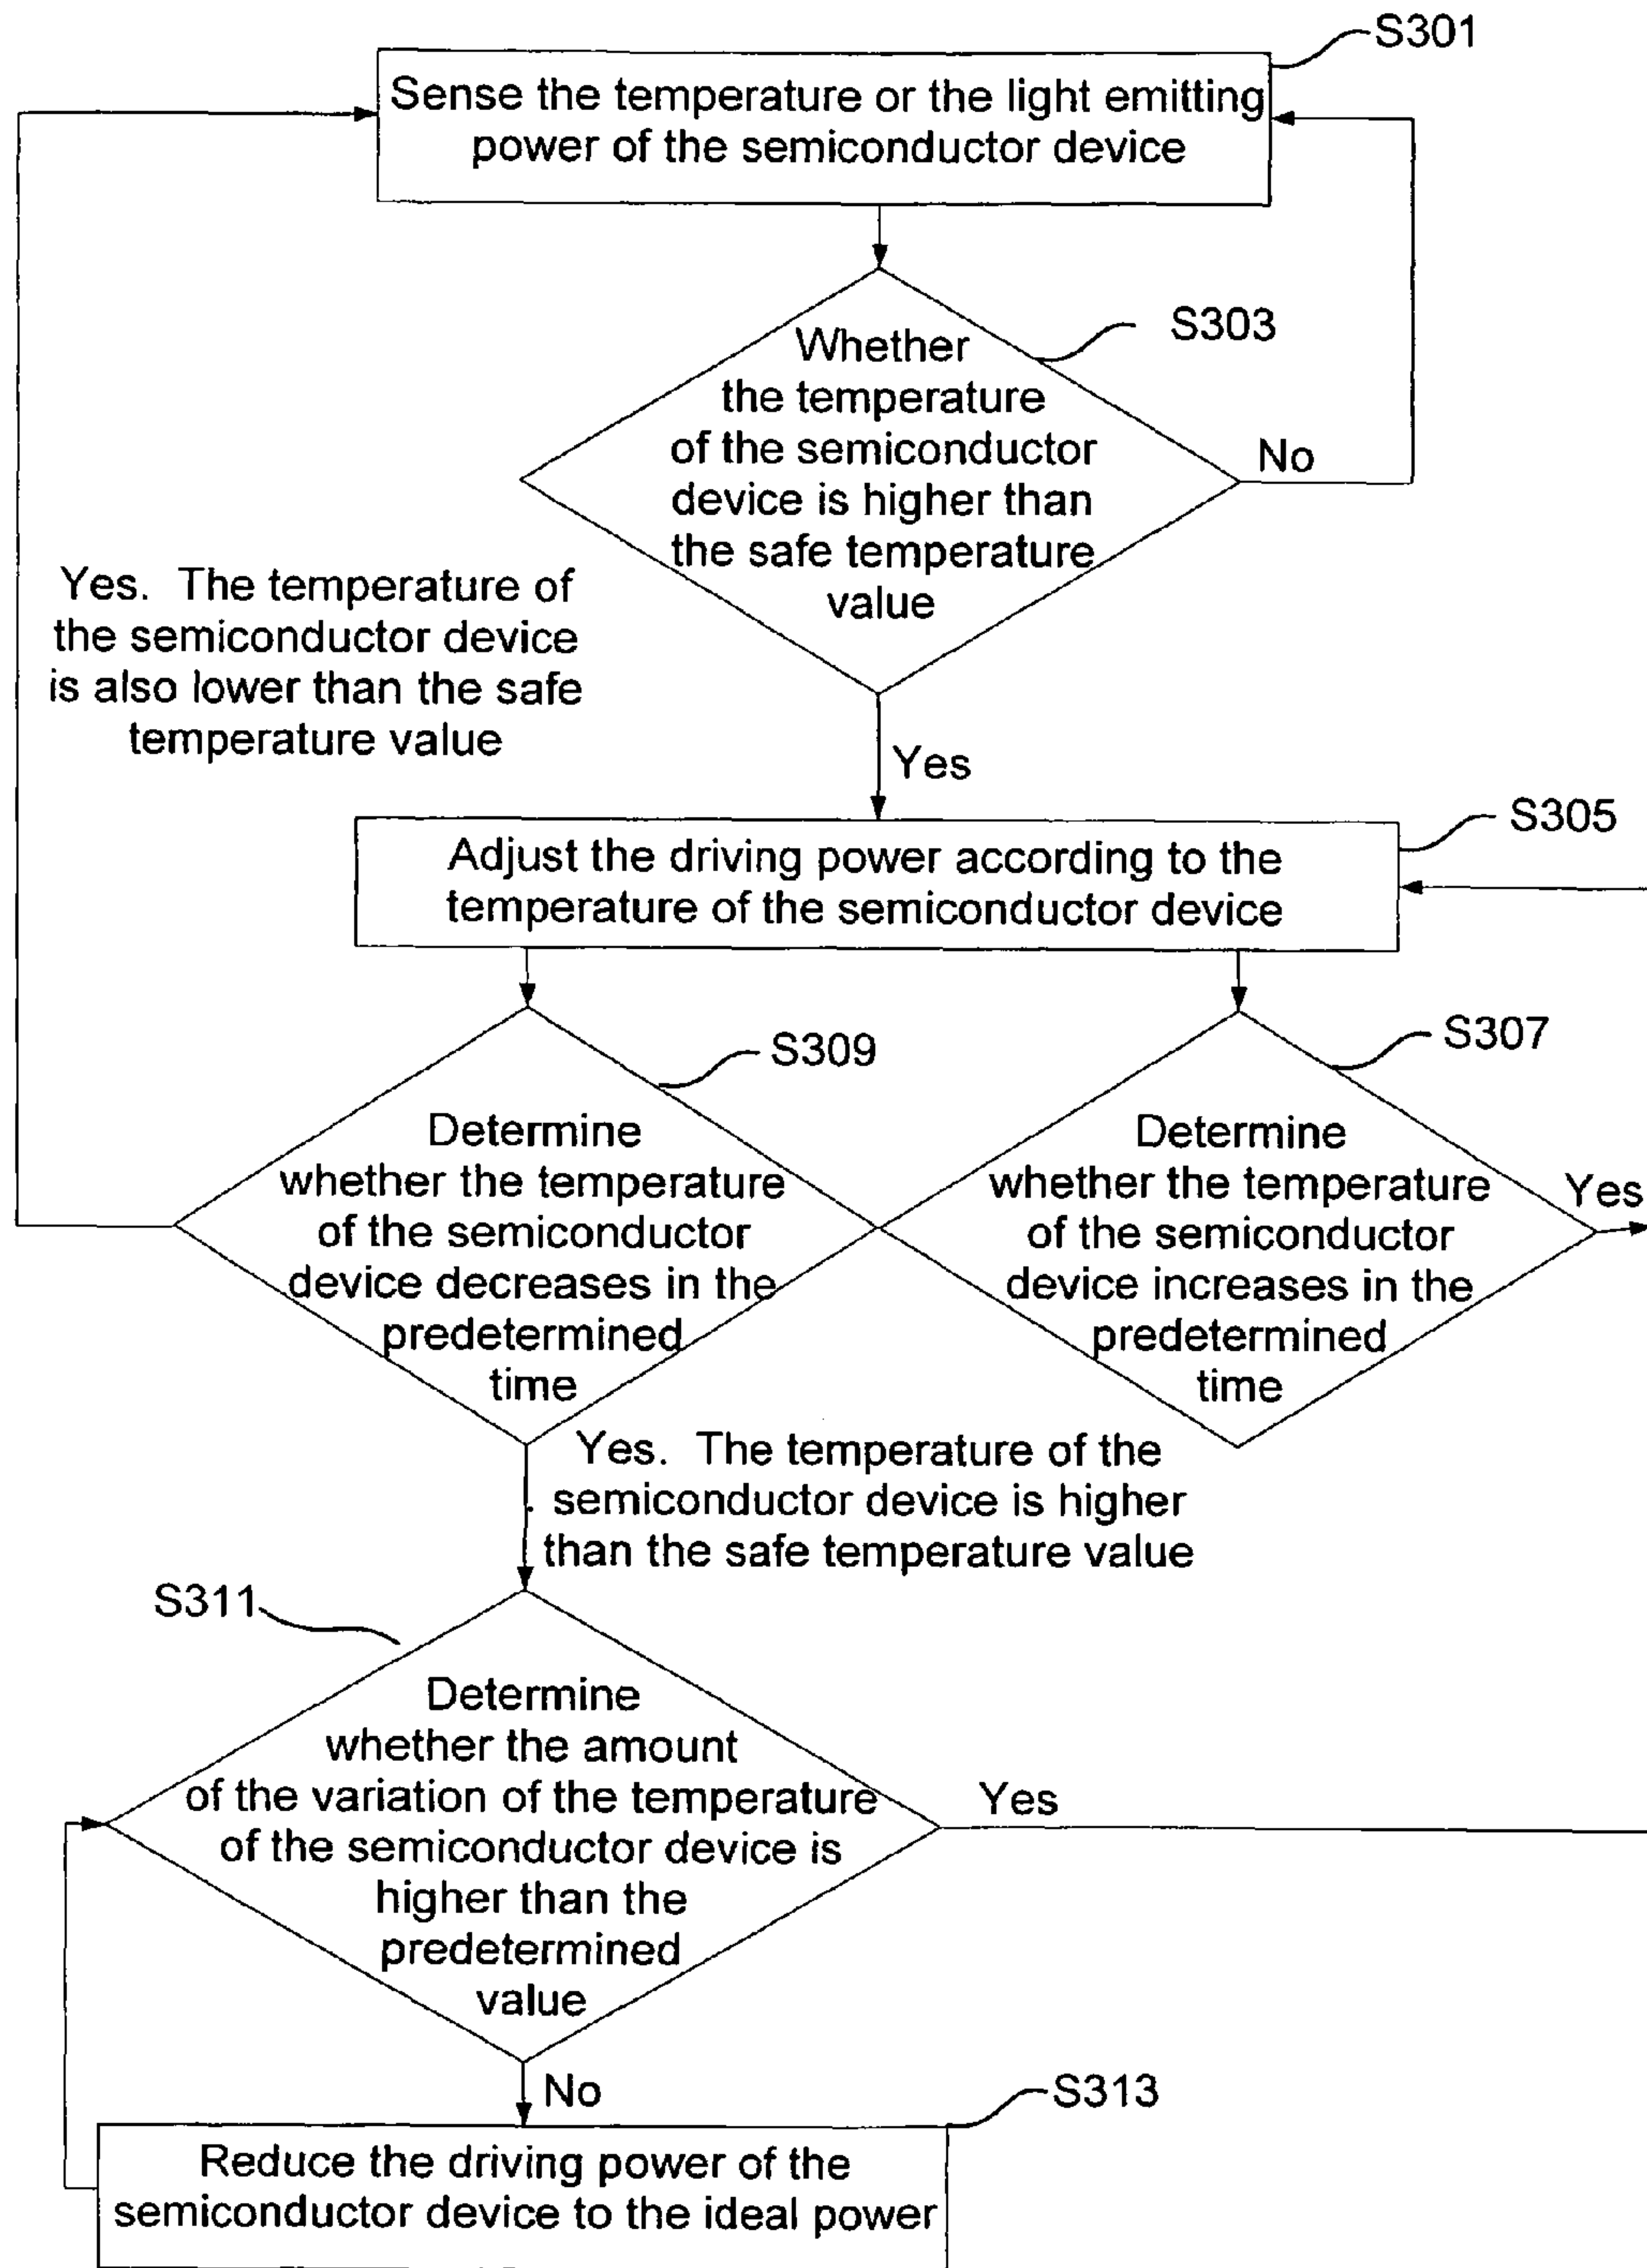 S301
Sense the temperature or the light emitting
power of the semiconductor device
S303
Whether
the temperature
of the semiconductor
device is higher than
the safe temperature
value
No
Yes. The temperature of
the semiconductor device
is also lower than the safe
temperature value
Yes
S305
Adjust the driving power according to the
temperature of the semiconductor device
S309
Determine
whether the temperature
of the semiconductor
device decreases in the
predetermined
time
S307
Determine
whether the temperature
of the semiconductor
device increases in the
predetermined
time
Yes
Yes. The temperature of the
semiconductor device is higher
than the safe temperature value
S311
Determine
whether the amount
of the variation of the temperature
of the semiconductor device is
higher than the
predetermined
value
Yes
No
S313
Reduce the driving power of the
semiconductor device to the ideal power